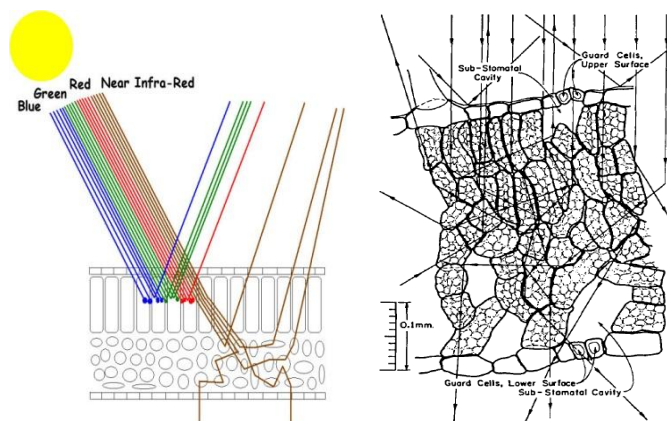 Blue
Green
Red
Near Infra-Red
Sub-Stomatal
Cavity
Guard Cells,
Upper Surface
0.1mm.
Guard Cells, Lower Surface
Sub-Stomatal Cavity